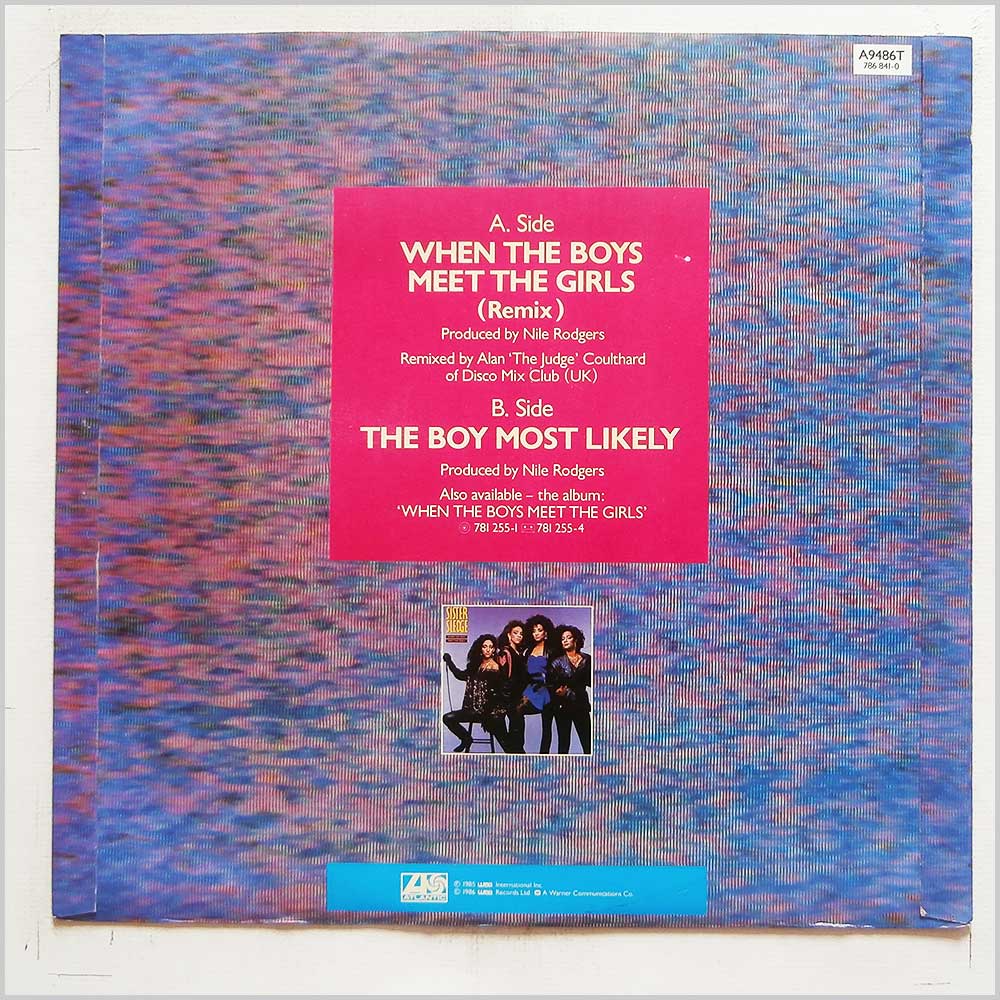 A9486T
786 841-0
A. Side
WHEN THE BOYS
MEET THE GIRLS
(Remix)
Produced by Nile Rodgers
Remixed by Alan ‘The Judge’ Coulthard
of Disco Mix Club (UK)
B. Side
THE BOY MOST LIKELY
Produced by Nile Rodgers
Also available – the album:
‘WHEN THE BOYS MEET THE GIRLS’
781 255-1 781 255-4
SISTER
SLEDGE
ATLANTIC
℗ 1985 wea International Inc.
© 1986 wea Records Ltd. A Warner Communications Co.